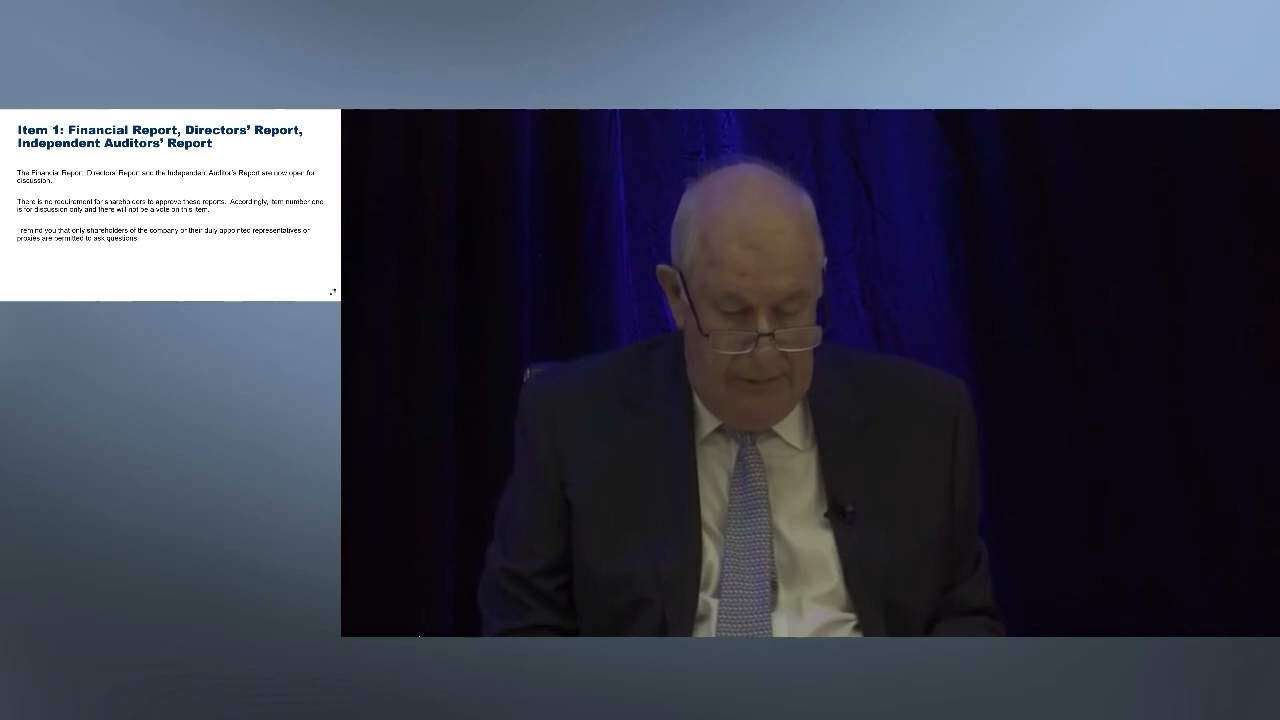 Item 1: Financial Report, Directors’ Report,
Independent Auditors’ Report
The Financial Report, Directors’ Report and the Independent Auditor’s Report are now open for
discussion.
There is no requirement for shareholders to approve these reports. Accordingly, item number one
is for discussion only and there will not be a vote on this item.
I remind you that only shareholders of the company or their duly appointed representatives or
proxies are permitted to ask questions.